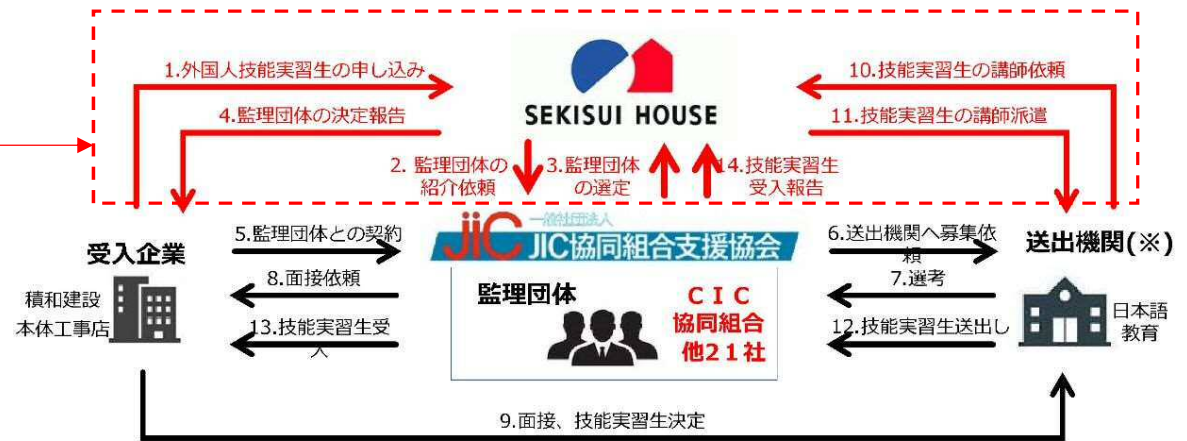 1.外国人技能実習生の申し込み
10.技能実習生の講師依頼
4.監理団体の決定報告
SEKISUI HOUSE
11.技能実習生の講師派遣
2. 監理団体の
紹介依頼
3.監理団体
の選定
14.技能実習生
受入報告
一般社団法人
JIC JIC協同組合支援協会
受入企業
積和建設
本体工事店
5.監理団体との契約
8.面接依頼
13.技能実習生受
入
監理団体
CIC
協同組合
他21社
6.送出機関へ募集依
頼
7.選考
12.技能実習生送出し
送出機関(※)
日本語
教育
9.面接、技能実習生決定